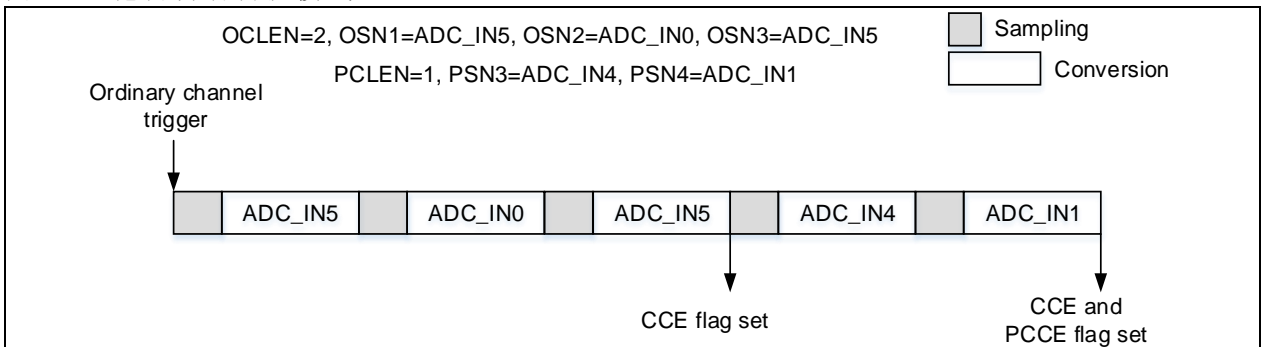 OCLEN=2, OSN1=ADC_IN5, OSN2=ADC_IN0, OSN3=ADC_IN5
Sampling
PCLEN=1, PSN3=ADC_IN4, PSN4=ADC_IN1
Conversion
Ordinary channel
trigger
ADC_IN5 ADC_IN0 ADC_IN5 ADC_IN4 ADC_IN1
CCE flag set
CCE and
PCCE flag set